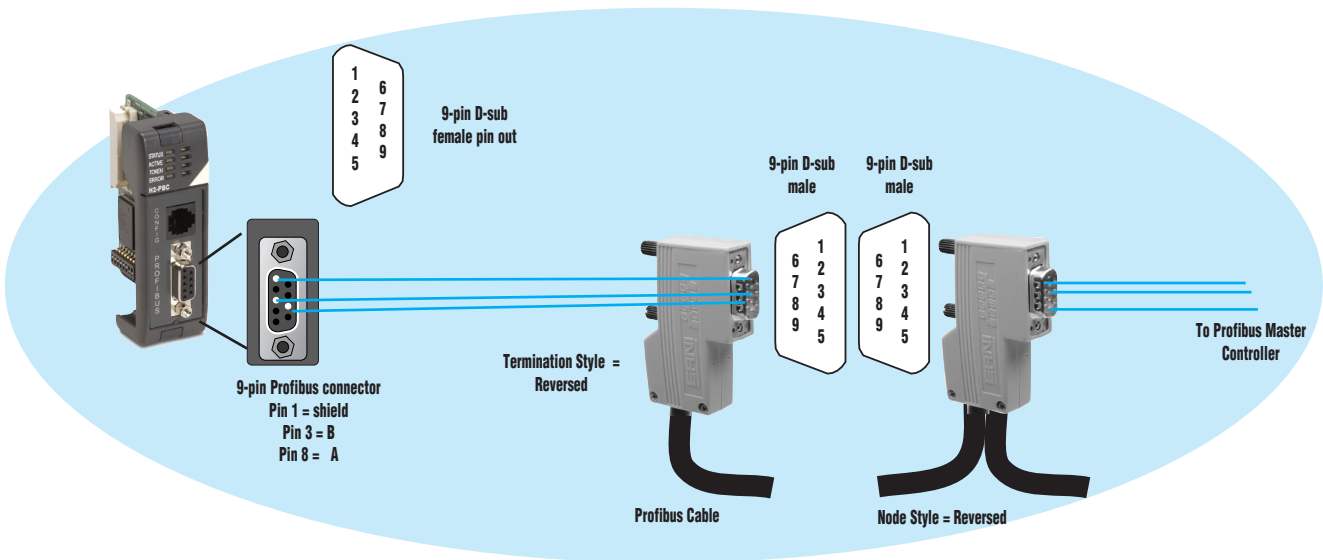 1
2
3
4
5
6
7
8
9
9-pin D-sub
female pin out
STATUS
ACTIVE
TOKEN
ERROR
H2-PBC
CONFIG
PROFIBUS
9-pin Profibus connector
Pin 1 = shield
Pin 3 = B
Pin 8 = A
Termination Style =
Reversed
9-pin D-sub
male
6
7
8
9
1
2
3
4
5
9-pin D-sub
male
6
7
8
9
1
2
3
4
5
To Profibus Master
Controller
Profibus Cable
Node Style = Reversed